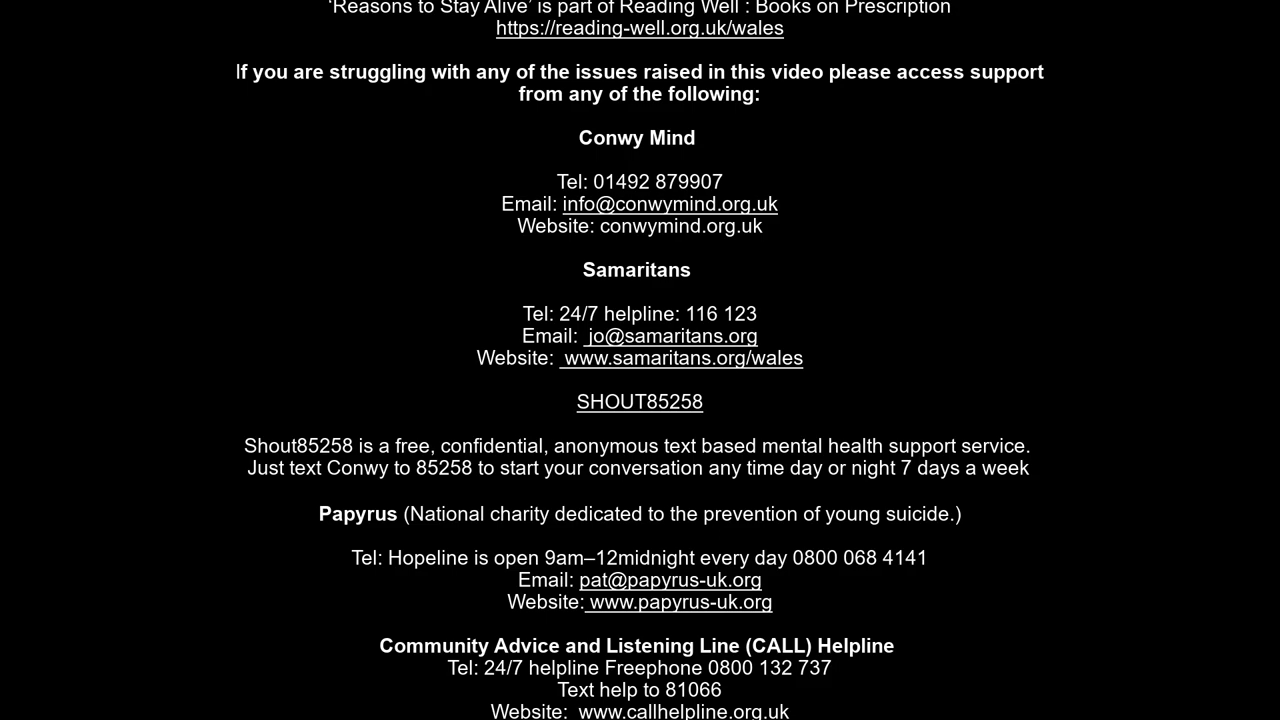 ‘Reasons to Stay Alive’ is part of Reading Well : Books on Prescription
https://reading-well.org.uk/wales
If you are struggling with any of the issues raised in this video please access support
from any of the following:
Conwy Mind
Tel: 01492 879907
Email: info@conwymind.org.uk
Website: conwymind.org.uk
Samaritans
Tel: 24/7 helpline: 116 123
Email:  jo@samaritans.org
Website:  www.samaritans.org/wales
SHOUT85258
Shout85258 is a free, confidential, anonymous text based mental health support service.
Just text Conwy to 85258 to start your conversation any time day or night 7 days a week
Papyrus (National charity dedicated to the prevention of young suicide.)
Tel: Hopeline is open 9am–12midnight every day 0800 068 4141
Email: pat@papyrus-uk.org
Website: www.papyrus-uk.org
Community Advice and Listening Line (CALL) Helpline
Tel: 24/7 helpline Freephone 0800 132 737
Text help to 81066
Website:  www.callhelpline.org.uk